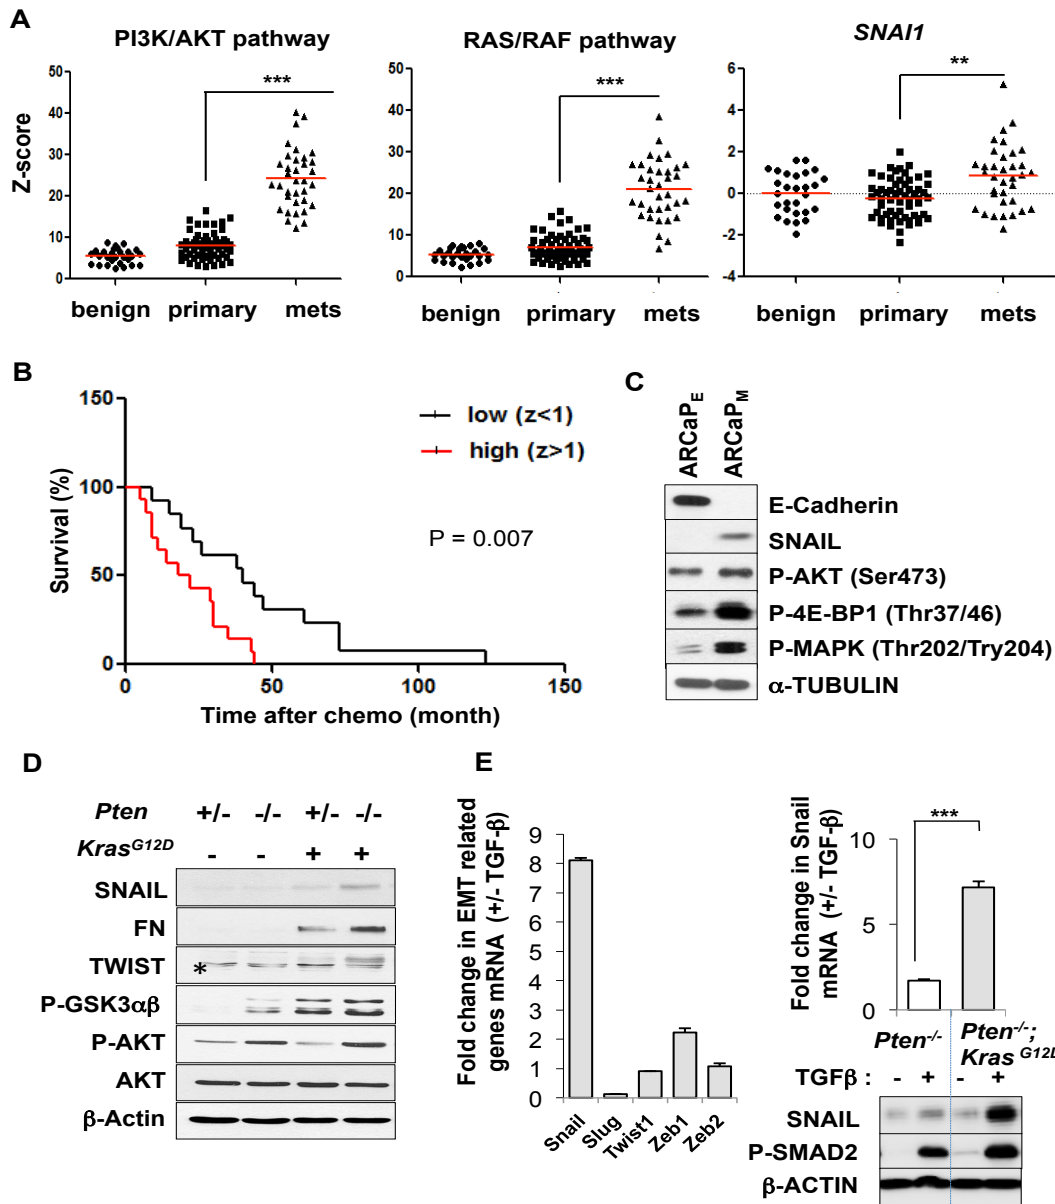 A
PI3K/AKT pathway
RAS/RAF pathway
SNAI1
Z-score
50
40
30
20
10
0
***
benign primary mets
50
40
30
20
10
0
***
benign primary mets
6
4
2
0
-2
-4
**
benign primary mets
B
Survival (%)
150
100
50
0
0 50 100 150
Time after chemo (month)
low (z<1)
high (z>1)
P = 0.007
C
ARCaPE ARCaPM
E-Cadherin
SNAIL
P-AKT (Ser473)
P-4E-BP1 (Thr37/46)
P-MAPK (Thr202/Try204)
α-TUBULIN
D
Pten +/- -/- +/- -/-
KrasG12D - - + +
SNAIL
FN
TWIST *
P-GSK3αβ
P-AKT
AKT
β-Actin
E
Fold change in EMT related
genes mRNA (+/- TGF-β)
9
8
7
6
5
4
3
2
1
0
Snail Slug Twist1 Zeb1 Zeb2
Fold change in Snail
mRNA (+/- TGF-β)
10
5
0
***
Pten-/- Pten-/-;
Kras G12D
TGFβ : - + - +
SNAIL
P-SMAD2
β-ACTIN